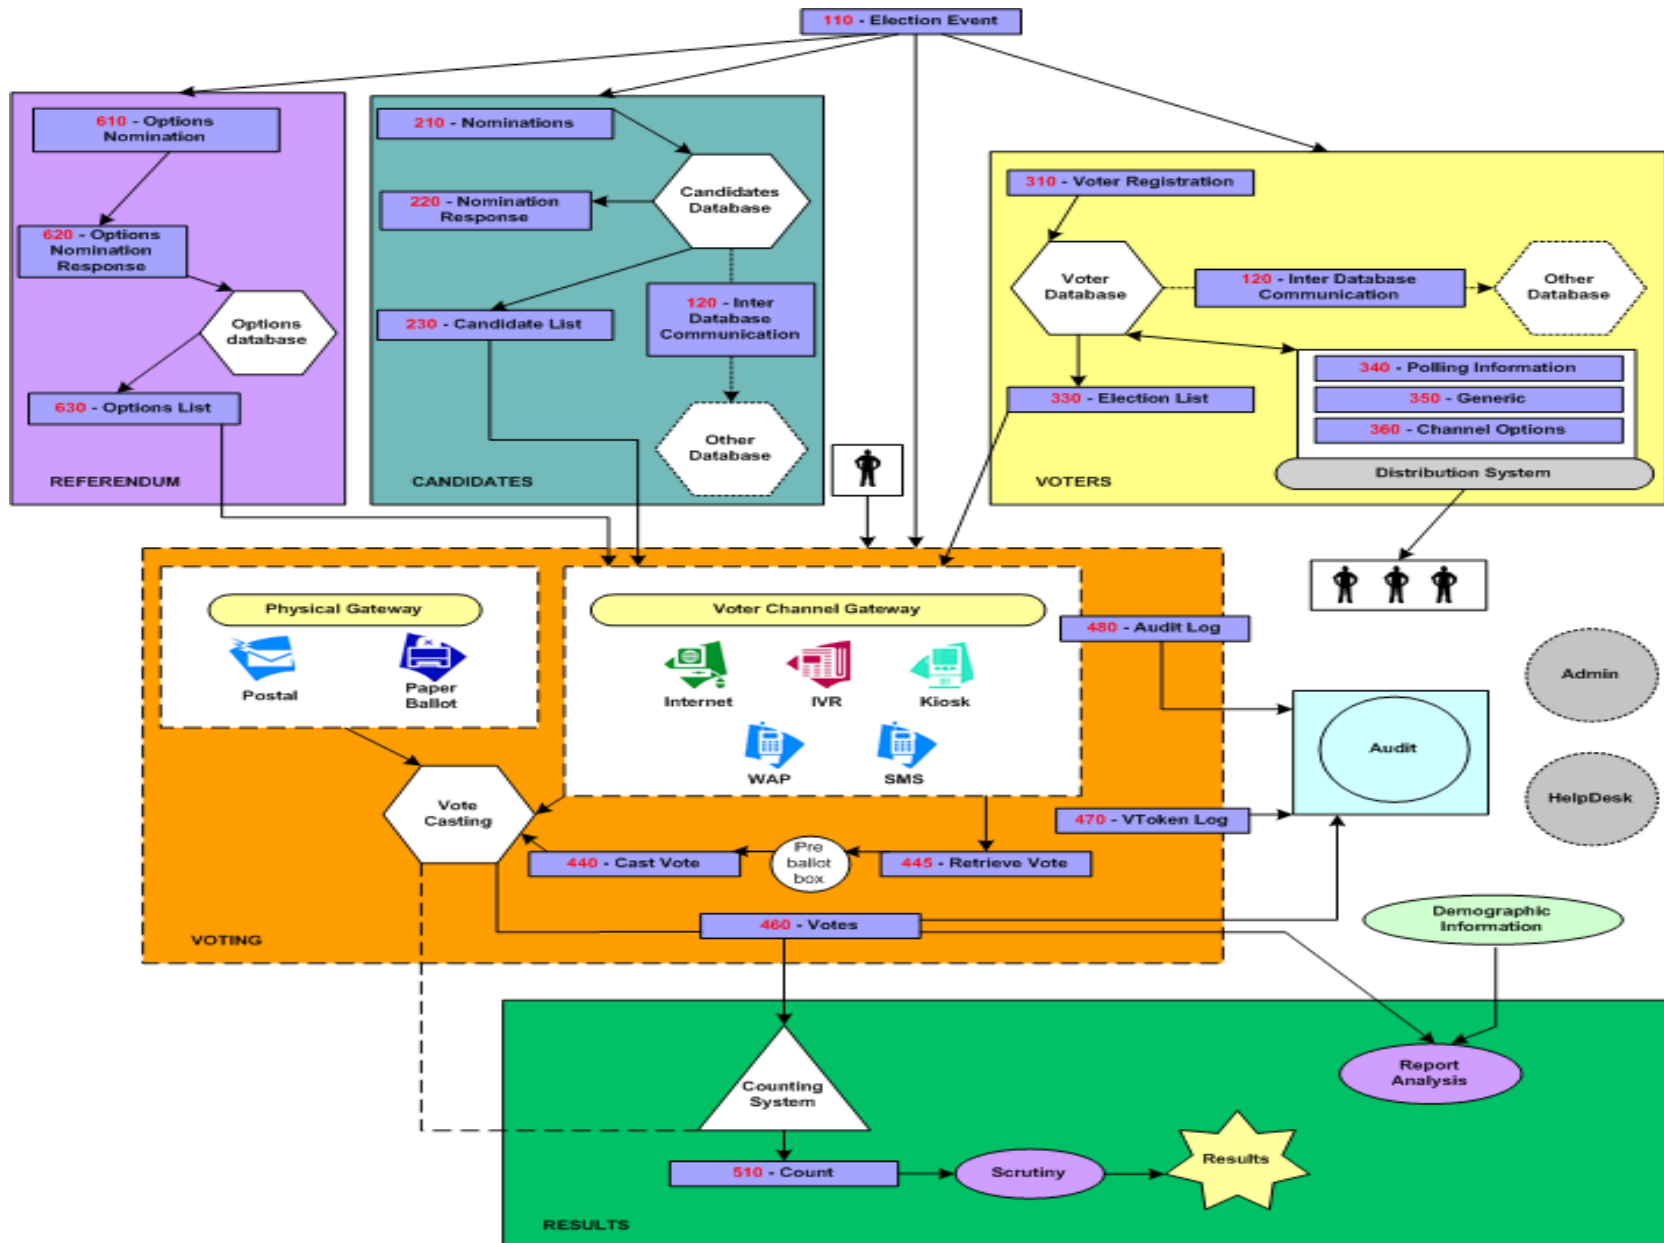 110 - Election Event
610 - Options
Nomination
620 - Options
Nomination
Response
Options
database
630 - Options List
REFERENDUM
210 - Nominations
Candidates
Database
220 - Nomination
Response
230 - Candidate List
120 - Inter
Database
Communication
Other
Database
CANDIDATES
310 - Voter Registration
Voter
Database
120 - Inter Database
Communication
Other
Database
330 - Election List
340 - Polling Information
350 - Generic
360 - Channel Options
Distribution System
VOTERS
Physical Gateway
Postal
Paper
Ballot
Voter Channel Gateway
Internet
IVR
Kiosk
WAP
SMS
480 - Audit Log
Audit
Admin
HelpDesk
Vote
Casting
470 - VToken Log
440 - Cast Vote
Pre
ballot
box
445 - Retrieve Vote
460 - Votes
VOTING
Demographic
Information
Report
Analysis
Counting
System
510 - Count
Scrutiny
Results
RESULTS